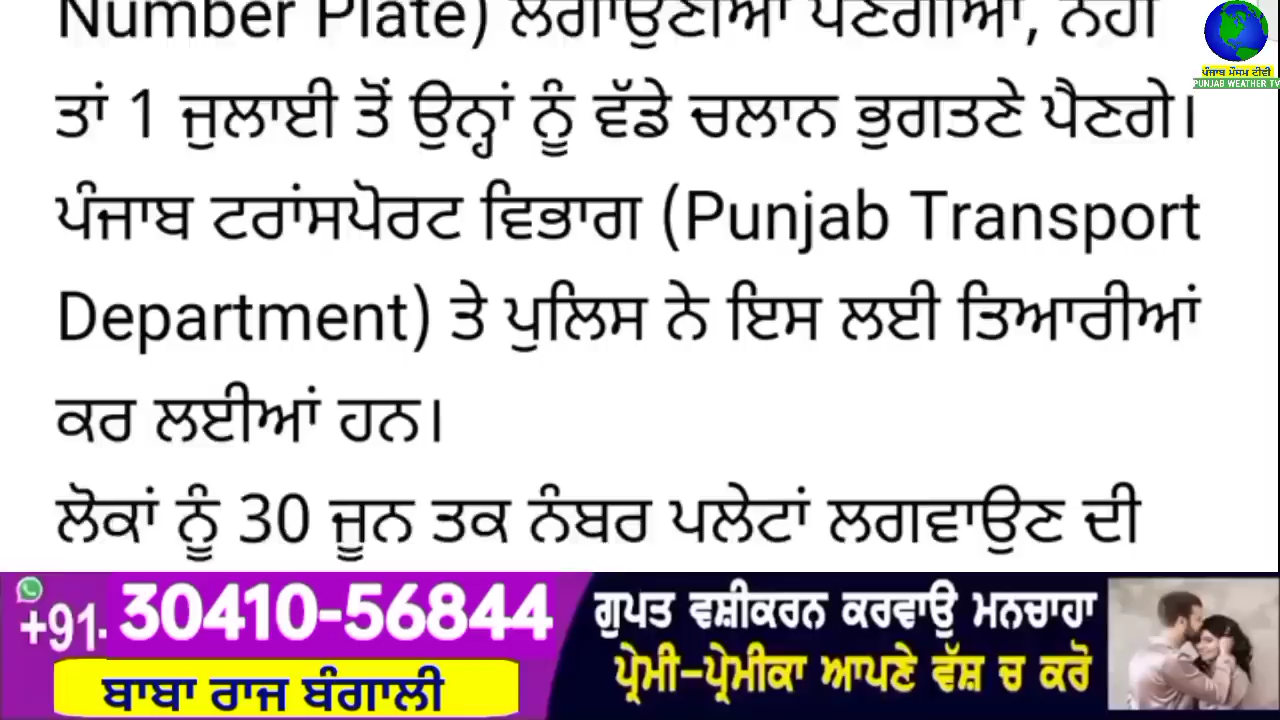 Number Plate) ਲਗਾਉਣੀਆਂ ਪੈਣਗੀਆਂ, ਨਹੀਂ
ਤਾਂ 1 ਜੁਲਾਈ ਤੋਂ ਉਨ੍ਹਾਂ ਨੂੰ ਵੱਡੇ ਚਲਾਨ ਭੁਗਤਣੇ ਪੈਣਗੇ।
ਪੰਜਾਬ ਟਰਾਂਸਪੋਰਟ ਵਿਭਾਗ (Punjab Transport
Department) ਤੇ ਪੁਲਿਸ ਨੇ ਇਸ ਲਈ ਤਿਆਰੀਆਂ
ਕਰ ਲਈਆਂ ਹਨ।
ਲੋਕਾਂ ਨੂੰ 30 ਜੂਨ ਤਕ ਨੰਬਰ ਪਲੇਟਾਂ ਲਗਵਾਉਣ ਦੀ
ਪੰਜਾਬ ਮੌਸਮ ਟੀਵੀ
PUNJAB WEATHER TV
+91- 30410-56844
ਬਾਬਾ ਰਾਜ ਬੰਗਾਲੀ
ਗੁਪਤ ਵਸ਼ੀਕਰਨ ਕਰਵਾਉ ਮਨਚਾਹਾ
ਪ੍ਰੇਮੀ-ਪ੍ਰੇਮੀਕਾ ਆਪਣੇ ਵੱਸ਼ ਚ ਕਰੋ